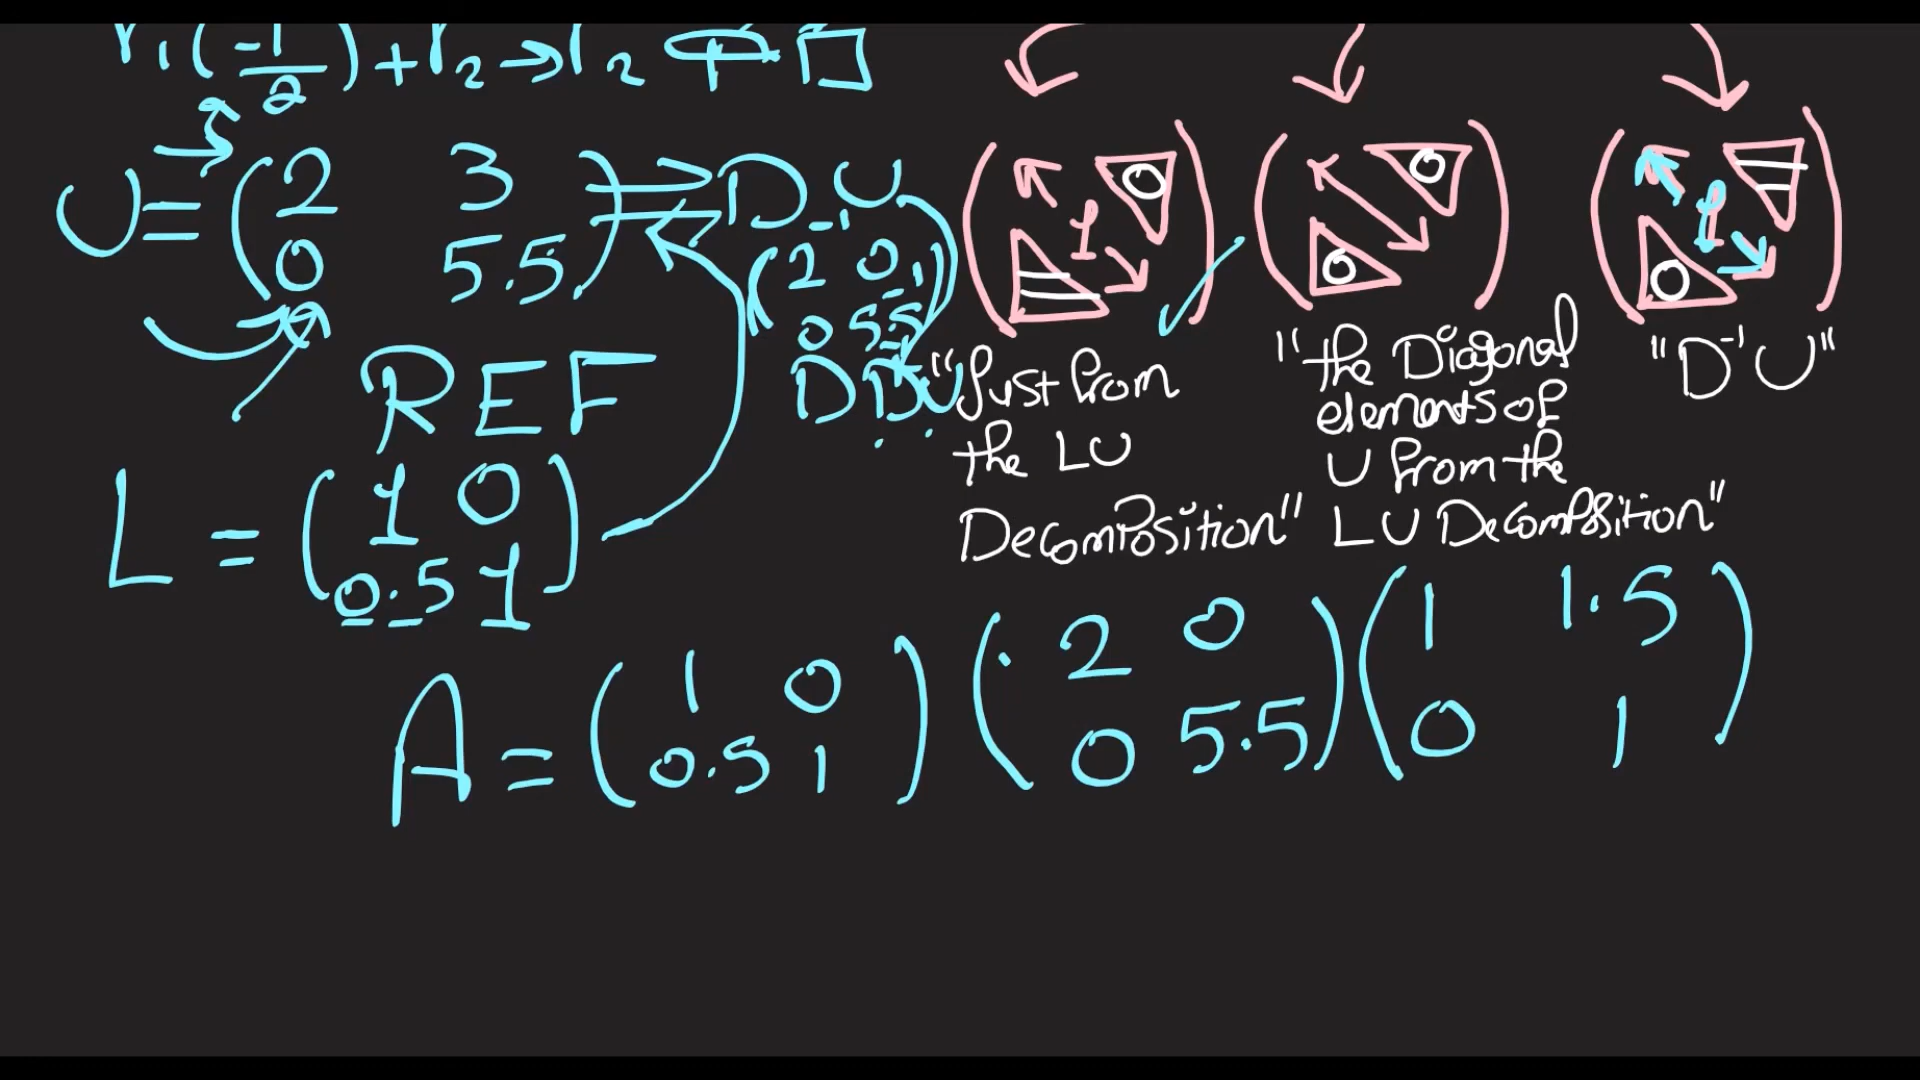 r₁(-1/2)+r₂→r₂
U=(2 3
0 5.5)
D⁻¹U
(2 0
0 5.5)
DD⁻¹U
REF
L=(1 0
0.5 1)
"Just from
the LU
Decomposition"
"the Diagonal
elements of
U from the
LU Decomposition"
"D⁻¹U"
A=(1 0
0.5 1)(2 0
0 5.5)(1 1.5
0 1)